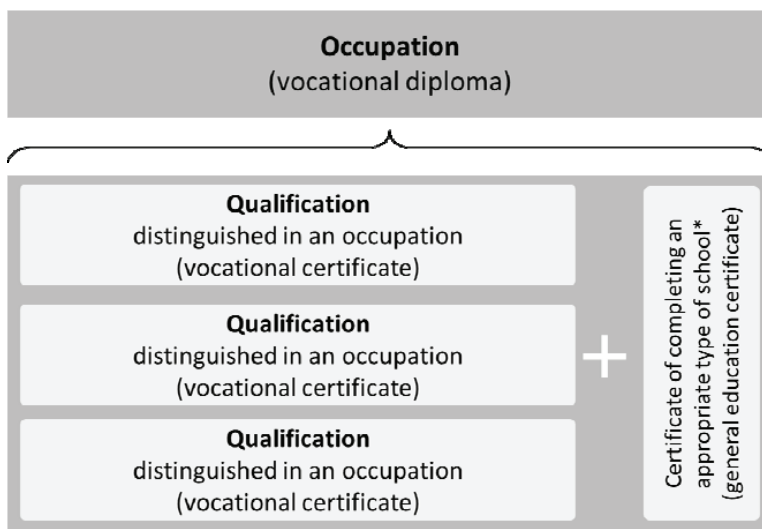 Occupation
(vocational diploma)
Qualification
distinguished in an occupation
(vocational certificate)
Qualification
distinguished in an occupation
(vocational certificate)
Qualification
distinguished in an occupation
(vocational certificate)
+
Certificate of completing an
appropriate type of school*
(general education certificate)